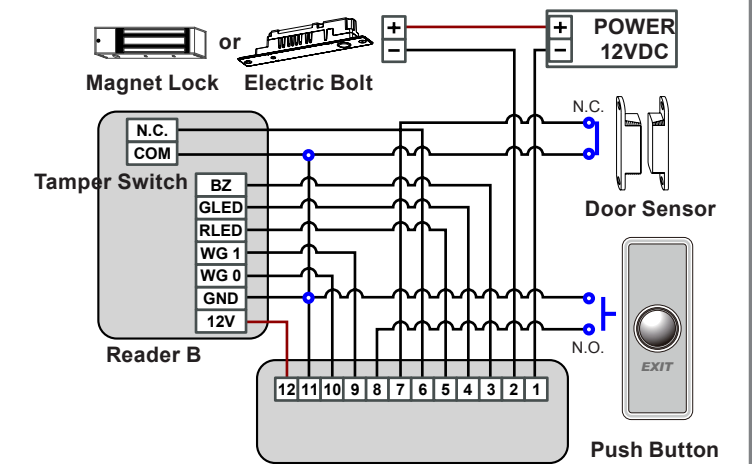 + + POWER
− − 12VDC
or
Magnet Lock Electric Bolt
N.C.
N.C.
COM
Tamper Switch
BZ
GLED
RLED
WG 1
WG 0
GND
12V
Door Sensor
N.O.
Reader B
EXIT
12 11 10 9 8 7 6 5 4 3 2 1
Push Button